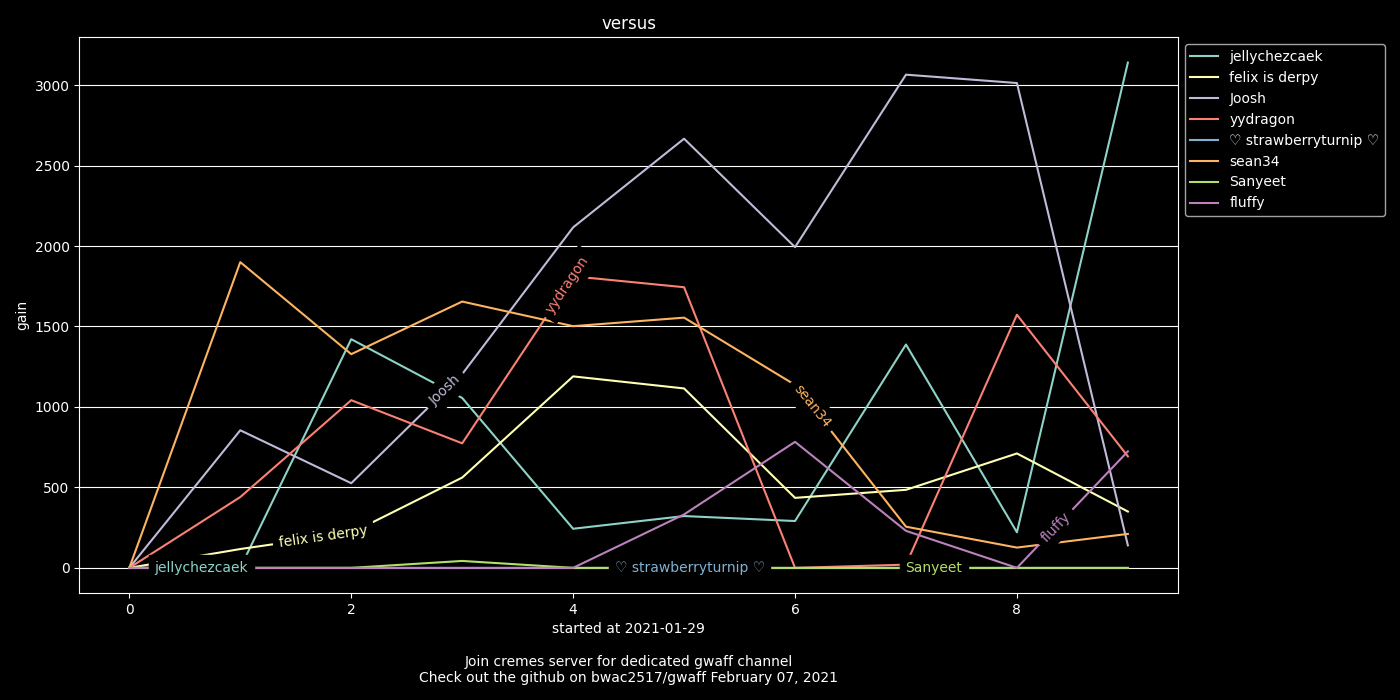 versus
3000
2500
2000
1500
1000
500
0
gain
0 2 4 6 8
started at 2021-01-29
Join cremes server for dedicated gwaff channel
Check out the github on bwac2517/gwaff February 07, 2021
jellychezcaek
felix is derpy
Joosh
yydragon
♡ strawberryturnip ♡
sean34
Sanyeet
fluffy
jellychezcaek
felix is derpy
Joosh
yydragon
♡ strawberryturnip ♡
sean34
Sanyeet
fluffy